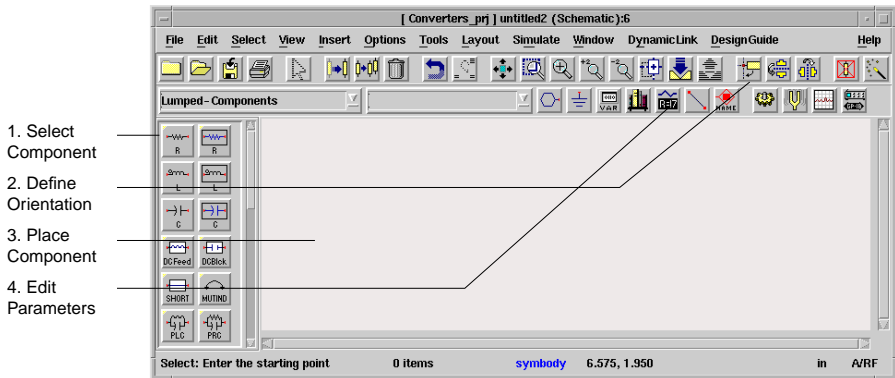 [ Converters_prj ] untitled2 (Schematic):6
File Edit Select View Insert Options Tools Layout Simulate Window DynamicLink DesignGuide Help
Lumped-Components
VAR
NAME
1. Select
Component
R R
2. Define
Orientation
L L
C C
3. Place
Component
DCFeed DCBlck
4. Edit
Parameters
SHORT MUTIND
PLC PRC
Select: Enter the starting point 0 items symbody 6.575, 1.950 in A/RF